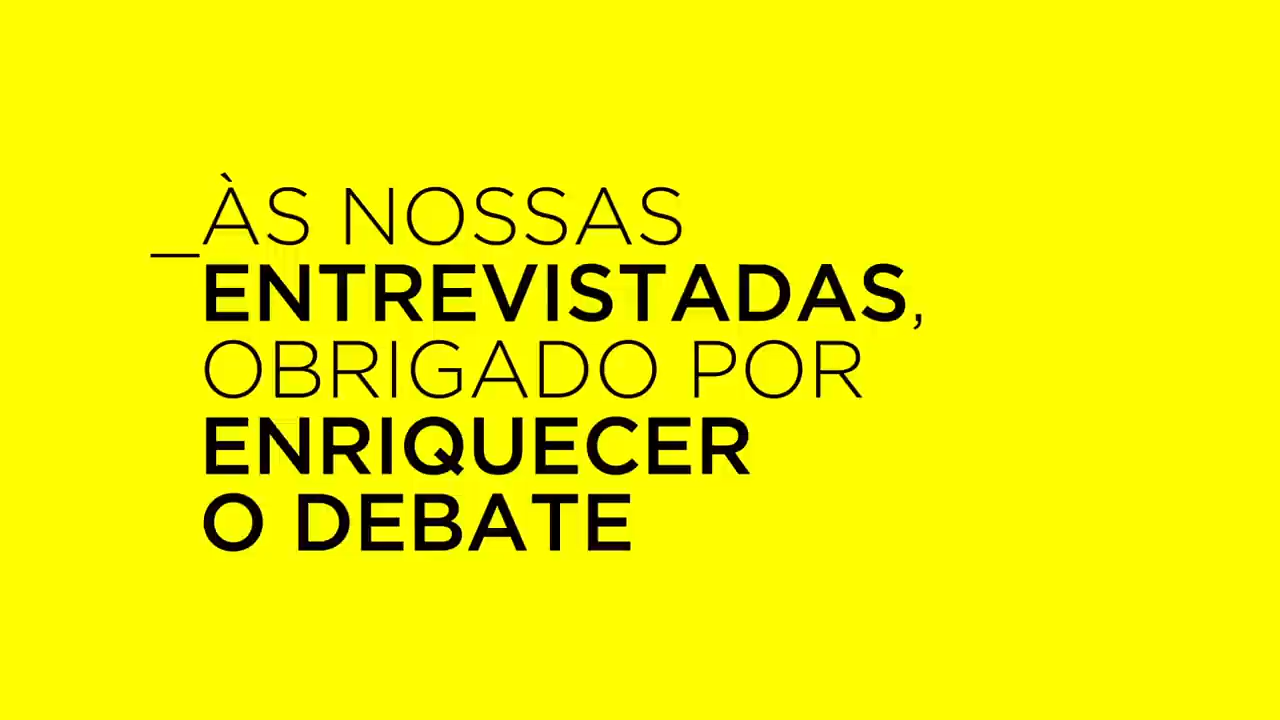 _ÀS NOSSAS
ENTREVISTADAS,
OBRIGADO POR
ENRIQUECER
O DEBATE